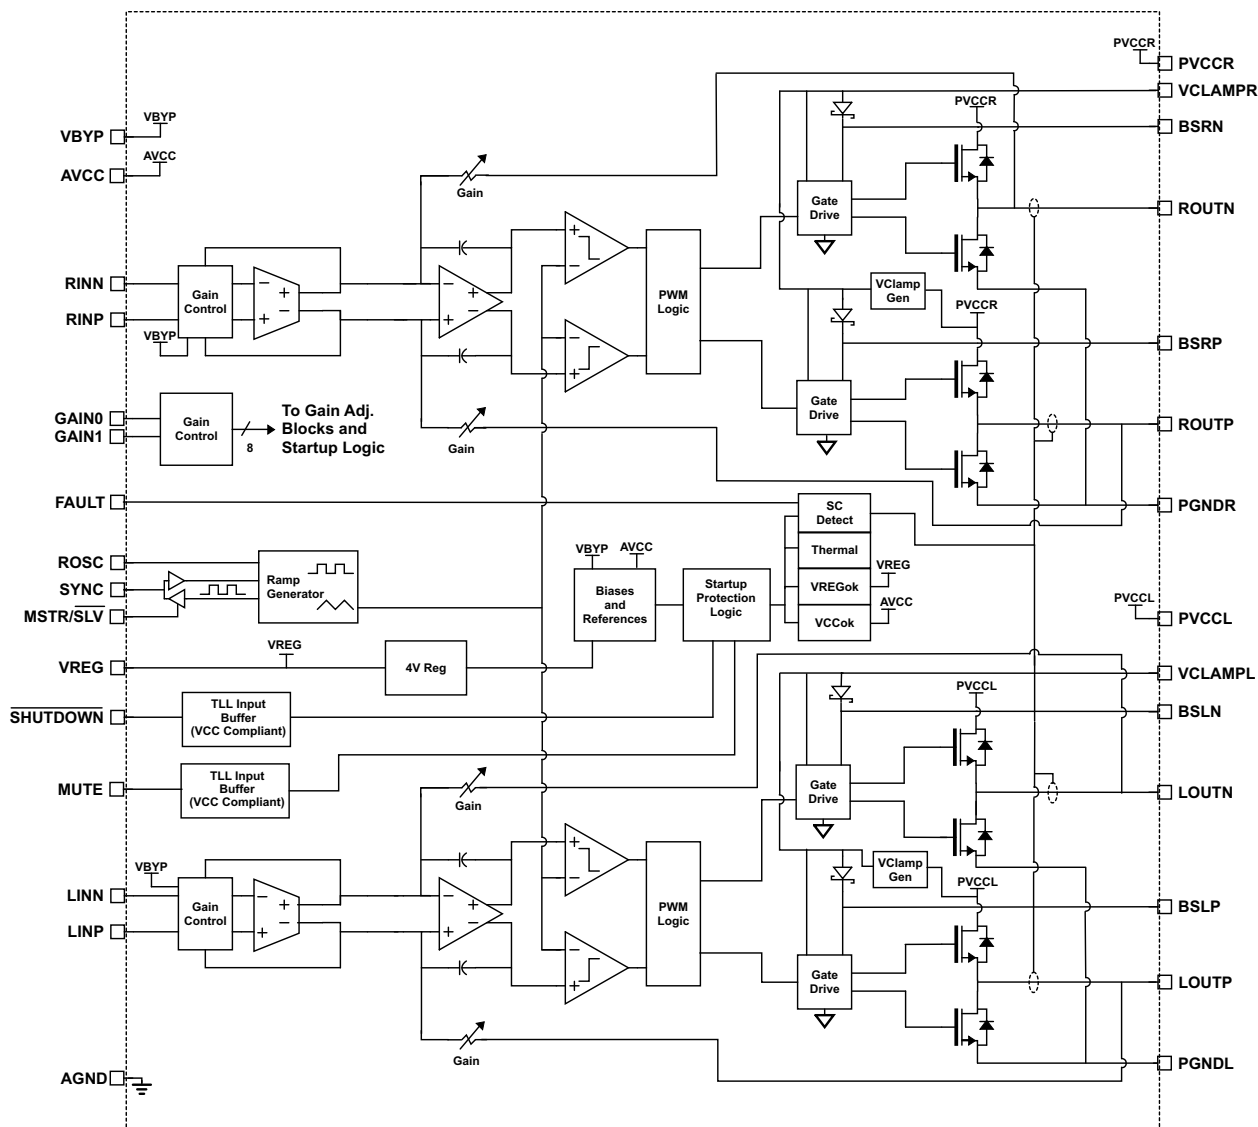 PVCCR
PVCCR
VCLAMPR
PVCCR
VBYP
VBYP
BSRN
AVCC
AVCC
Gain
Gate
Drive
ROUTN
RINN
Gain
Control
PWM
Logic
VClamp
Gen
PVCCR
RINP
VBYP
BSRP
GAIN0
GAIN1
Gain
Control
8
To Gain Adj.
Blocks and
Startup Logic
Gain
Gate
Drive
ROUTP
FAULT
SC
Detect
PGNDR
ROSC
SYNC
MSTR/SLV
Ramp
Generator
VBYP
AVCC
Biases
and
References
Startup
Protection
Logic
Thermal
VREGok
VREG
VCCok
AVCC
PVCCL
PVCCL
VREG
VREG
4V Reg
VCLAMPL
SHUTDOWN
TLL Input
Buffer
(VCC Compliant)
PVCCL
BSLN
MUTE
TLL Input
Buffer
(VCC Compliant)
Gain
Gate
Drive
LOUTN
VBYP
VClamp
Gen
PVCCL
LINN
LINP
Gain
Control
PWM
Logic
BSLP
Gate
Drive
LOUTP
Gain
PGNDL
AGND